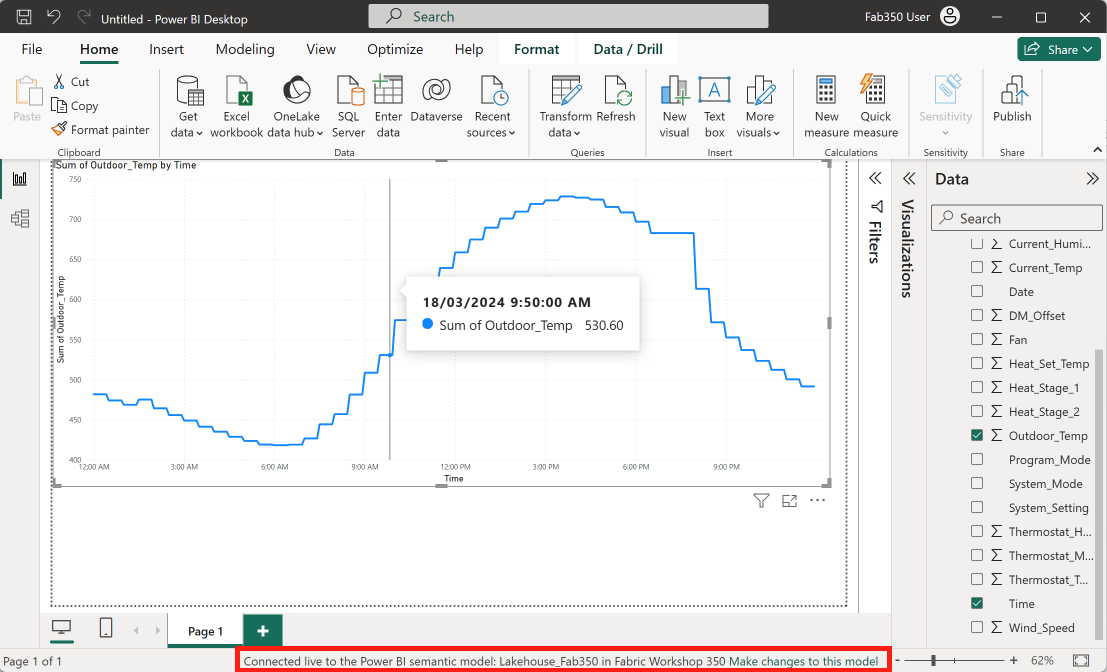 Untitled - Power BI Desktop
Search
Fab350 User
File
Home
Insert
Modeling
View
Optimize
Help
Format
Data / Drill
Share
Paste
Cut
Copy
Format painter
Clipboard
Get
data
Excel
workbook
OneLake
data hub
SQL
Server
Enter
data
Dataverse
Recent
sources
Data
Transform
data
Refresh
Queries
New
visual
Text
box
More
visuals
Insert
New
measure
Quick
measure
Calculations
Sensitivity
Sensitivity
Publish
Share
Sum of Outdoor_Temp by Time
750
700
650
600
550
500
450
400
Sum of Outdoor_Temp
12:00 AM
3:00 AM
6:00 AM
9:00 AM
12:00 PM
3:00 PM
6:00 PM
9:00 PM
Time
18/03/2024 9:50:00 AM
Sum of Outdoor_Temp 530.60
Filters
Visualizations
Data
Search
Current_Humi...
Current_Temp
Date
DM_Offset
Fan
Heat_Set_Temp
Heat_Stage_1
Heat_Stage_2
Outdoor_Temp
Program_Mode
System_Mode
System_Setting
Thermostat_H...
Thermostat_M...
Thermostat_T...
Time
Wind_Speed
Page 1
Page 1 of 1
Connected live to the Power BI semantic model: Lakehouse_Fab350 in Fabric Workshop 350 Make changes to this model
62%